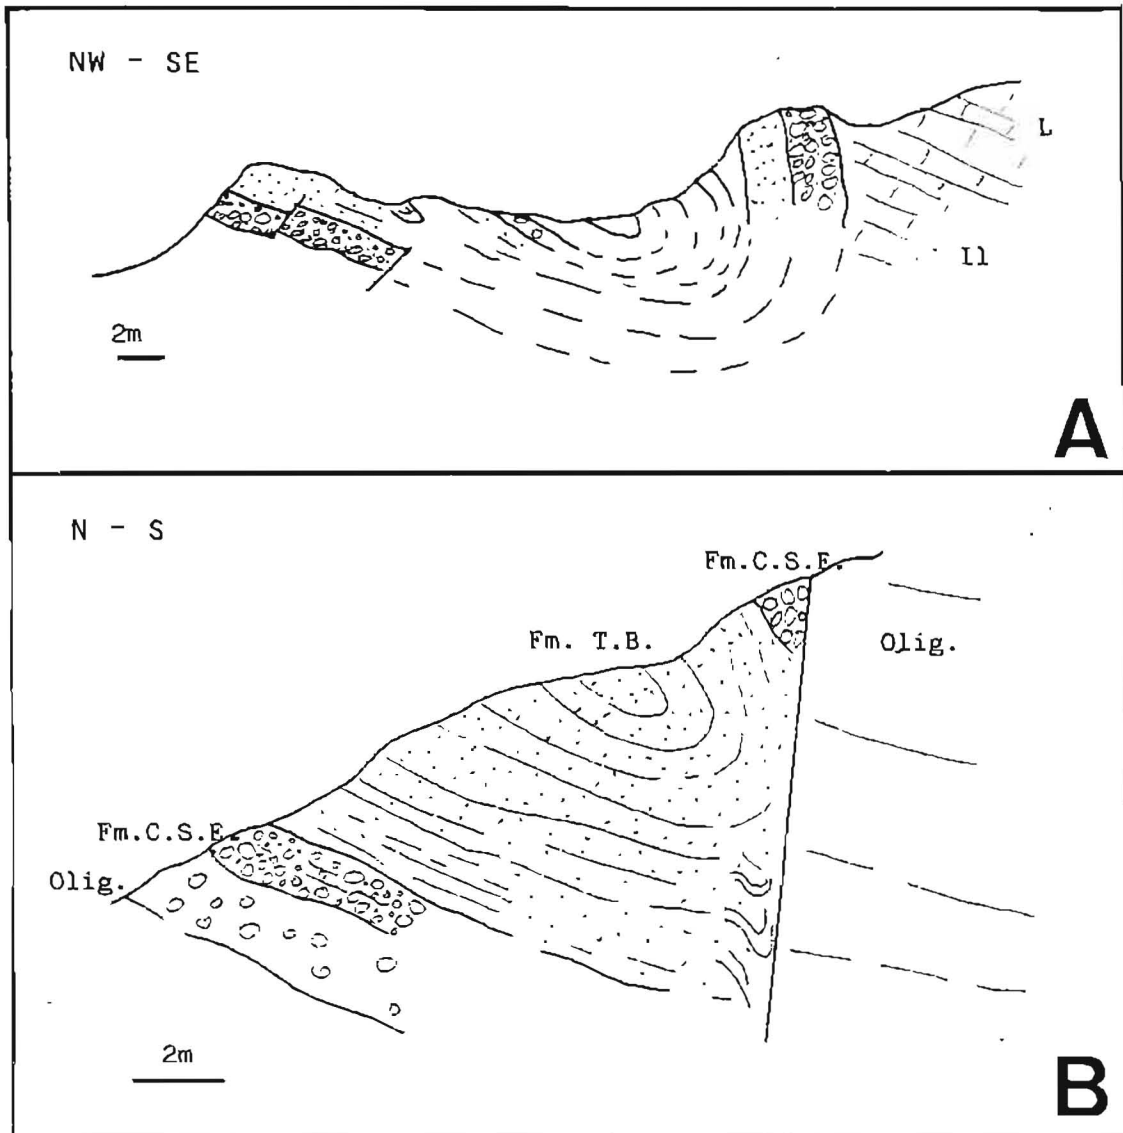 NW - SE
L
Il
2m
A
N - S
Fm.C.S.E.
Fm. T.B.
Olig.
Fm.C.S.E.
Olig.
2m
B